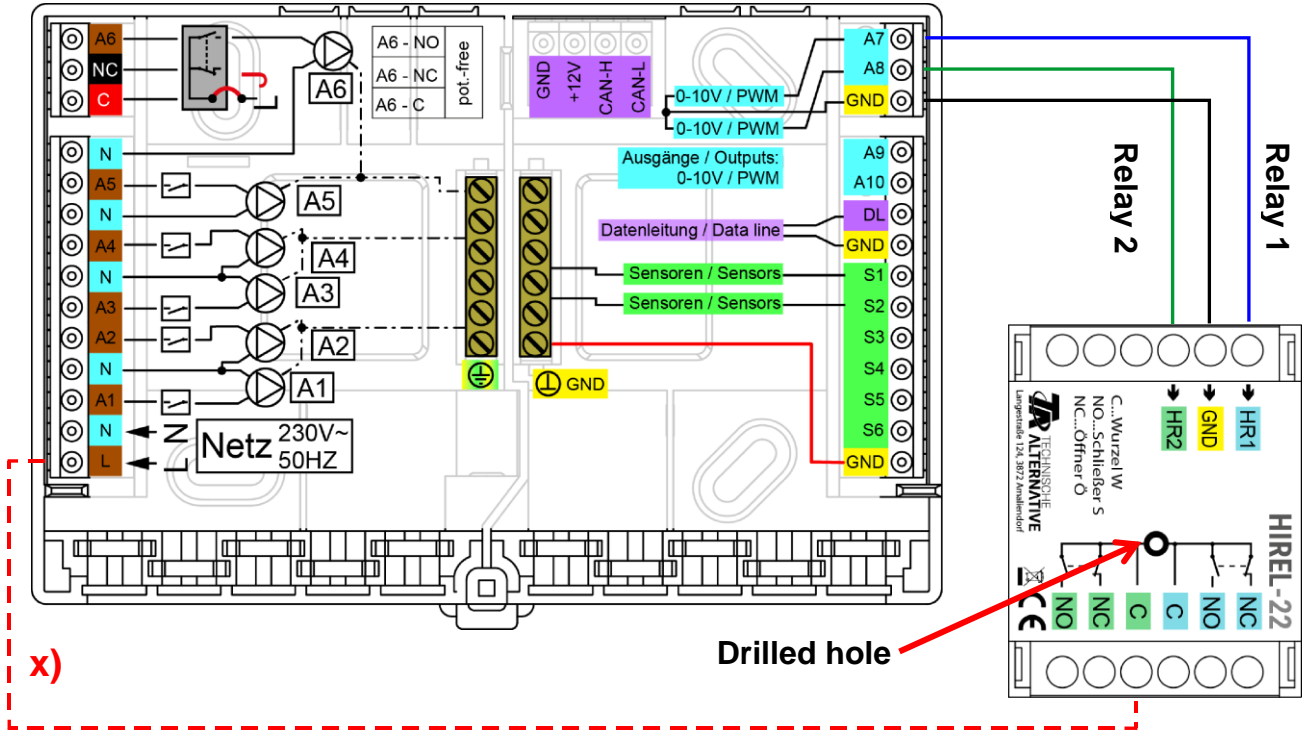 A6
NC
C
A6
A6 - NO
A6 - NC
A6 - C
pot.-free
J
L
GND
+12V
CAN-H
CAN-L
0-10V / PWM
0-10V / PWM
Ausgänge / Outputs:
0-10V / PWM
Datenleitung / Data line
Sensoren / Sensors
Sensoren / Sensors
A7
A8
GND
A9
A10
DL
GND
S1
S2
S3
S4
S5
S6
GND
N
A5
N
A4
N
A3
A2
N
A1
N
L
A5
A4
A3
A2
A1
N
L
Netz 230V~
50HZ
GND
x)
Drilled hole
Relay 2
Relay 1
HR2
GND
HR1
C...Wurzel W
NO...Schließer S
NC...Öffner Ö
TA TECHNISCHE
ALTERNATIVE
Langestraße 124, 3872 Amaliendorf
HIREL-22
CE
NO
NC
C
C
NO
NC